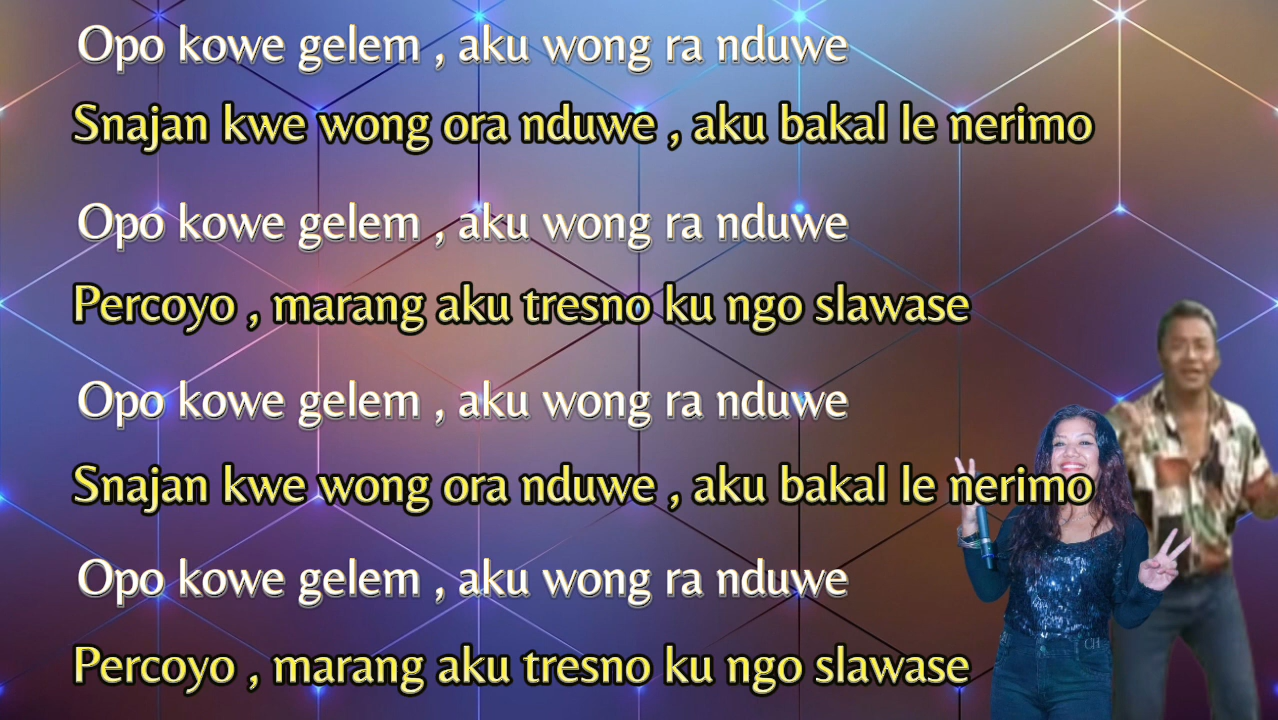 Opo kowe gelem , aku wong ra nduwe
Snajan kwe wong ora nduwe , aku bakal le nerimo
Opo kowe gelem , aku wong ra nduwe
Percoyo , marang aku tresno ku ngo slawase
Opo kowe gelem , aku wong ra nduwe
Snajan kwe wong ora nduwe , aku bakal le nerimo
Opo kowe gelem , aku wong ra nduwe
Percoyo , marang aku tresno ku ngo slawase
CH